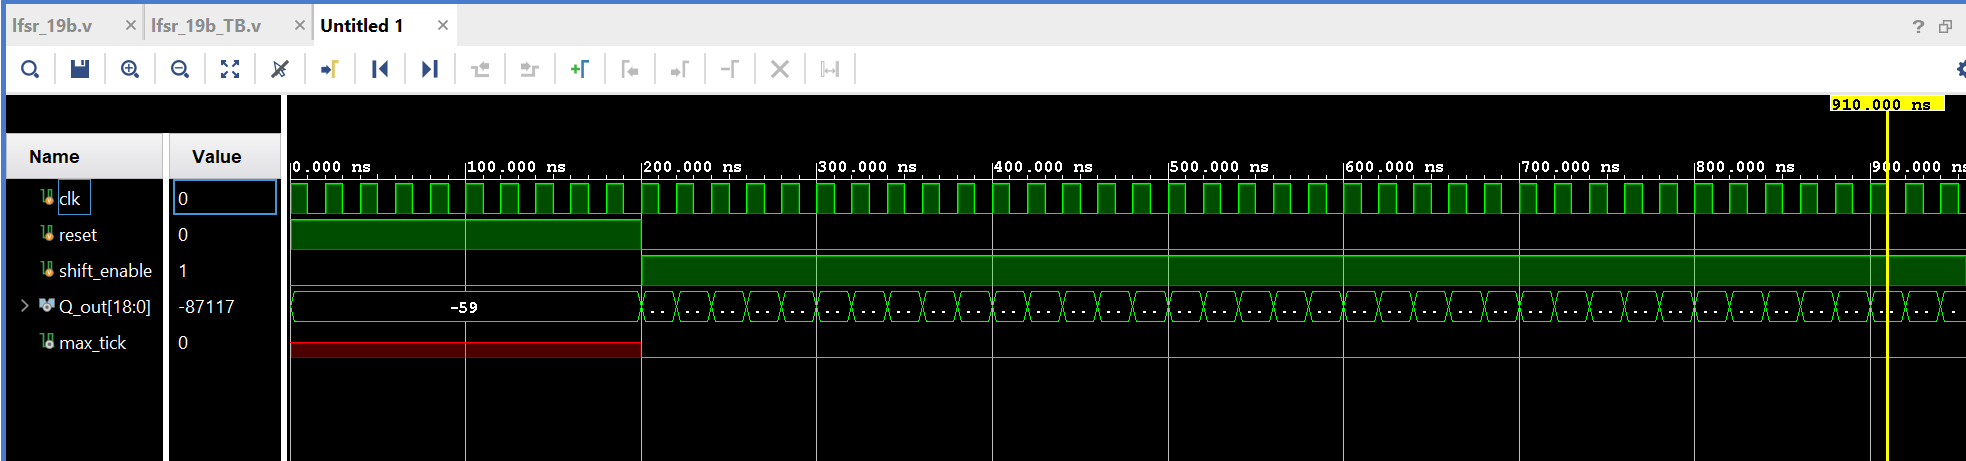 lfsr_19b.v × lfsr_19b_TB.v × Untitled 1 × ?
910.000 ns
Name Value 0.000 ns 100.000 ns 200.000 ns 300.000 ns 400.000 ns 500.000 ns 600.000 ns 700.000 ns 800.000 ns 900.000 ns
clk 0
reset 0
shift_enable 1
Q_out[18:0] -87117 -59 .. .. .. .. .. .. .. .. .. .. .. .. .. .. .. .. .. .. .. .. .. .. .. .. .. .. .. .. .. .. .. .. .. .. .. .. .. .
max_tick 0